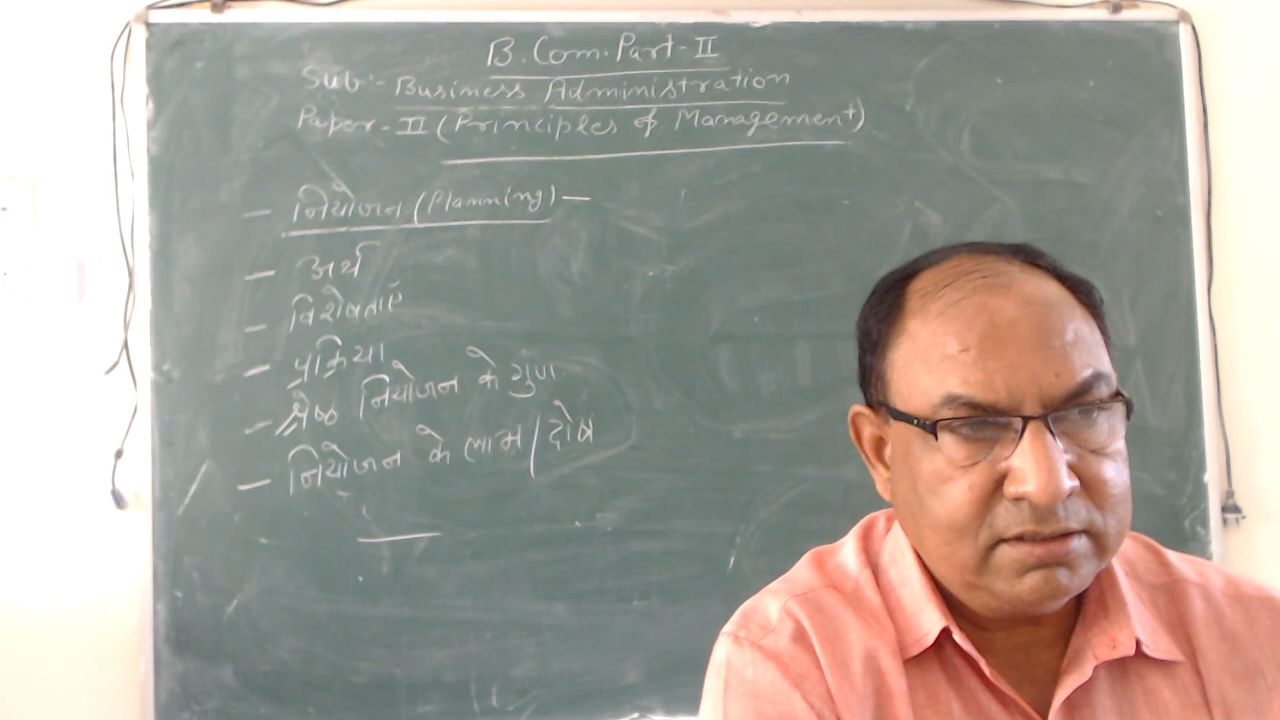 B.Com.Part-II
Sub:- Business Administration
Paper-II (Principles of Management)
- नियोजन (Planning) -
- अर्थ
- विशेषताएँ
- प्रक्रिया
- श्रेष्ठ नियोजन के गुण
- नियोजन के लाभ/दोष